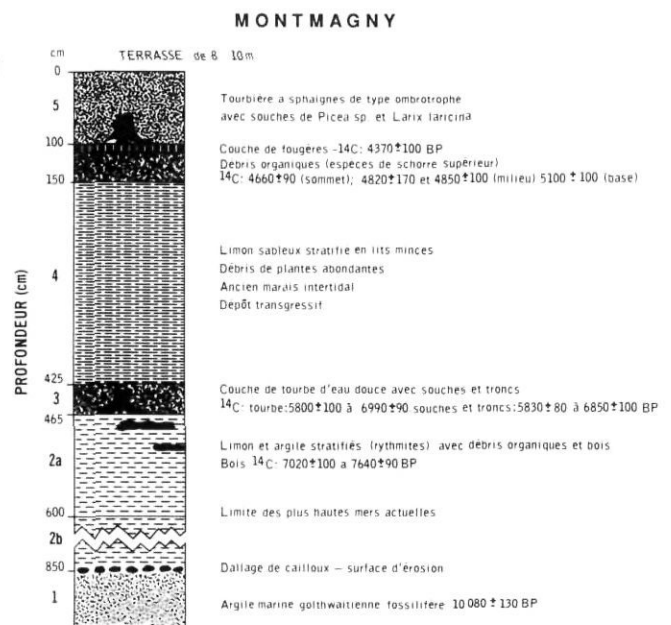 MONTMAGNY
cm TERRASSE de 8 10m
0
5
Tourbière a sphaignes de type ombrotrophe
avec souches de Picea sp. et Larix laricina
100 Couche de fougères -14C: 4370±100 BP
Débris organiques (espèces de schorre supérieur)
150 14C: 4660±90 (sommet); 4820±170 et 4850±100 (milieu) 5100±100 (base)
PROFONDEUR (cm)
4
Limon sableux stratifie en lits minces
Débris de plantes abondantes
Ancien marais intertidal
Depôt transgressif
425 Couche de tourbe d'eau douce avec souches et troncs
3 14C: tourbe:5800±100 à 6990±90 souches et troncs:5830±80 à 6850±100 BP
465
2a
Limon et argile stratifiés (rythmites) avec débris organiques et bois
Bois 14C: 7020±100 a 7640±90 BP
600 Limite des plus hautes mers actuelles
2b
850 Dallage de cailloux – surface d'érosion
1 Argile marine golthwaitienne fossilifère 10 080 ± 130 BP